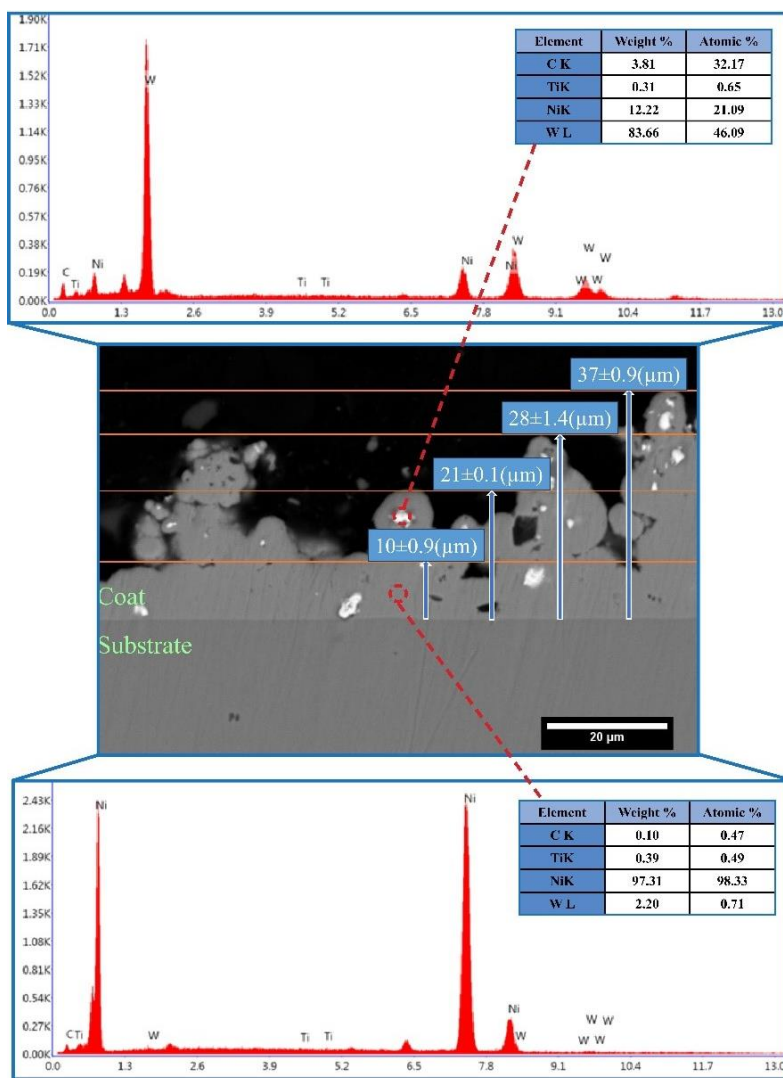 1.90K
1.71K
1.52K
1.34K
1.14K
0.95K
0.76K
0.57K
0.38K
0.19K
0.00K
C
Ti
Ni
W
Ti
Ti
Ni
Ni
W
W
W
W
W
0.0
1.3
2.6
3.9
5.2
6.5
7.8
9.1
10.4
11.7
13.0
Element Weight % Atomic %
C K 3.81 32.17
TiK 0.31 0.65
NiK 12.22 21.09
W L 83.66 46.09
37±0.9(µm)
28±1.4(µm)
21±0.1(µm)
10±0.9(µm)
Coat
Substrate
20 µm
2.43K
2.16K
1.89K
1.62K
1.35K
1.08K
0.81K
0.54K
0.27K
0.00K
C
Ti
Ni
W
Ti
Ti
Ni
Ni
W
W
W
W
W
0.0
1.3
2.6
3.9
5.2
6.5
7.8
9.1
10.4
11.7
13.0
Element Weight % Atomic %
C K 0.10 0.47
TiK 0.39 0.49
NiK 97.31 98.33
W L 2.20 0.71